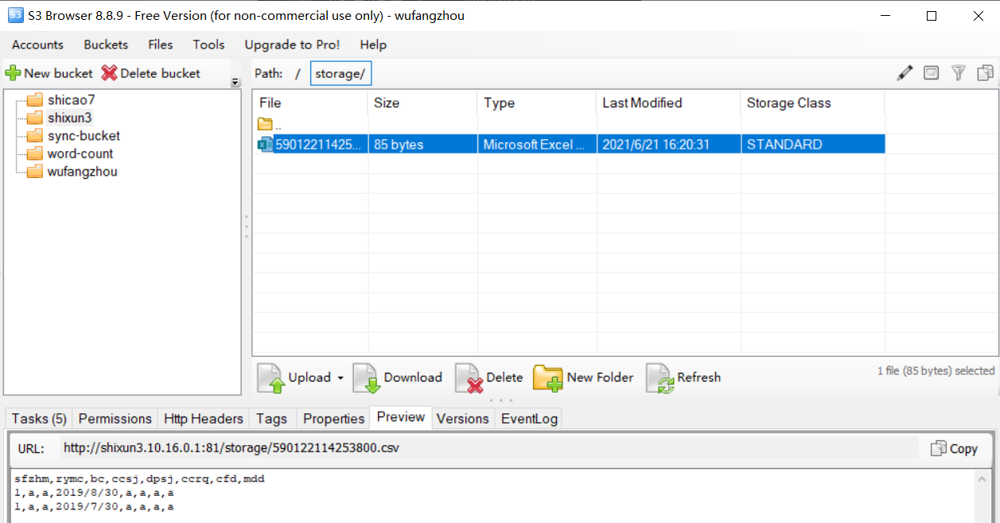 S3 Browser 8.8.9 - Free Version (for non-commercial use only) - wufangzhou
Accounts Buckets Files Tools Upgrade to Pro! Help
New bucket Delete bucket
Path: / storage/
shicao7
shixun3
sync-bucket
word-count
wufangzhou
File Size Type Last Modified Storage Class
..
59012211425... 85 bytes Microsoft Excel ... 2021/6/21 16:20:31 STANDARD
Upload Download Delete New Folder Refresh
1 file (85 bytes) selected
Tasks (5) Permissions Http Headers Tags Properties Preview Versions EventLog
URL: http://shixun3.10.16.0.1:81/storage/590122114253800.csv Copy
sfzhm,rymc,bc,ccsj,dpsj,ccrq,cfd,mdd
1,a,a,2019/8/30,a,a,a,a
1,a,a,2019/7/30,a,a,a,a